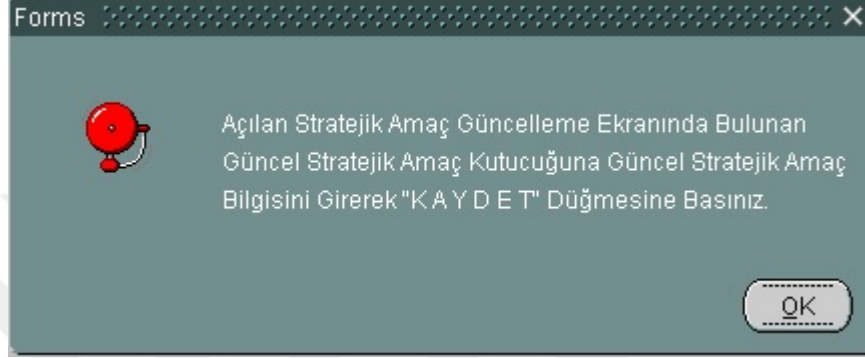 Forms
Açılan Stratejik Amaç Güncelleme Ekranında Bulunan
Güncel Stratejik Amaç Kutucuğuna Güncel Stratejik Amaç
Bilgisini Girerek "K A Y D E T" Düğmesine Basınız.
OK